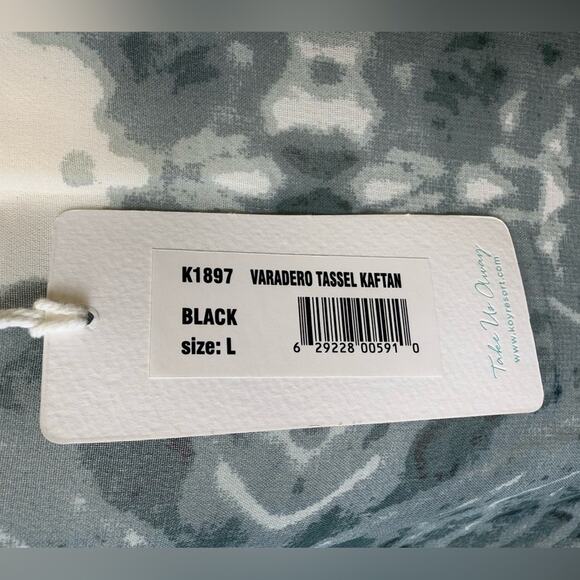 K1897 VARADERO TASSEL KAFTAN
BLACK
size: L
6 29228 00591 0
Take Us Away
www.koyresort.com